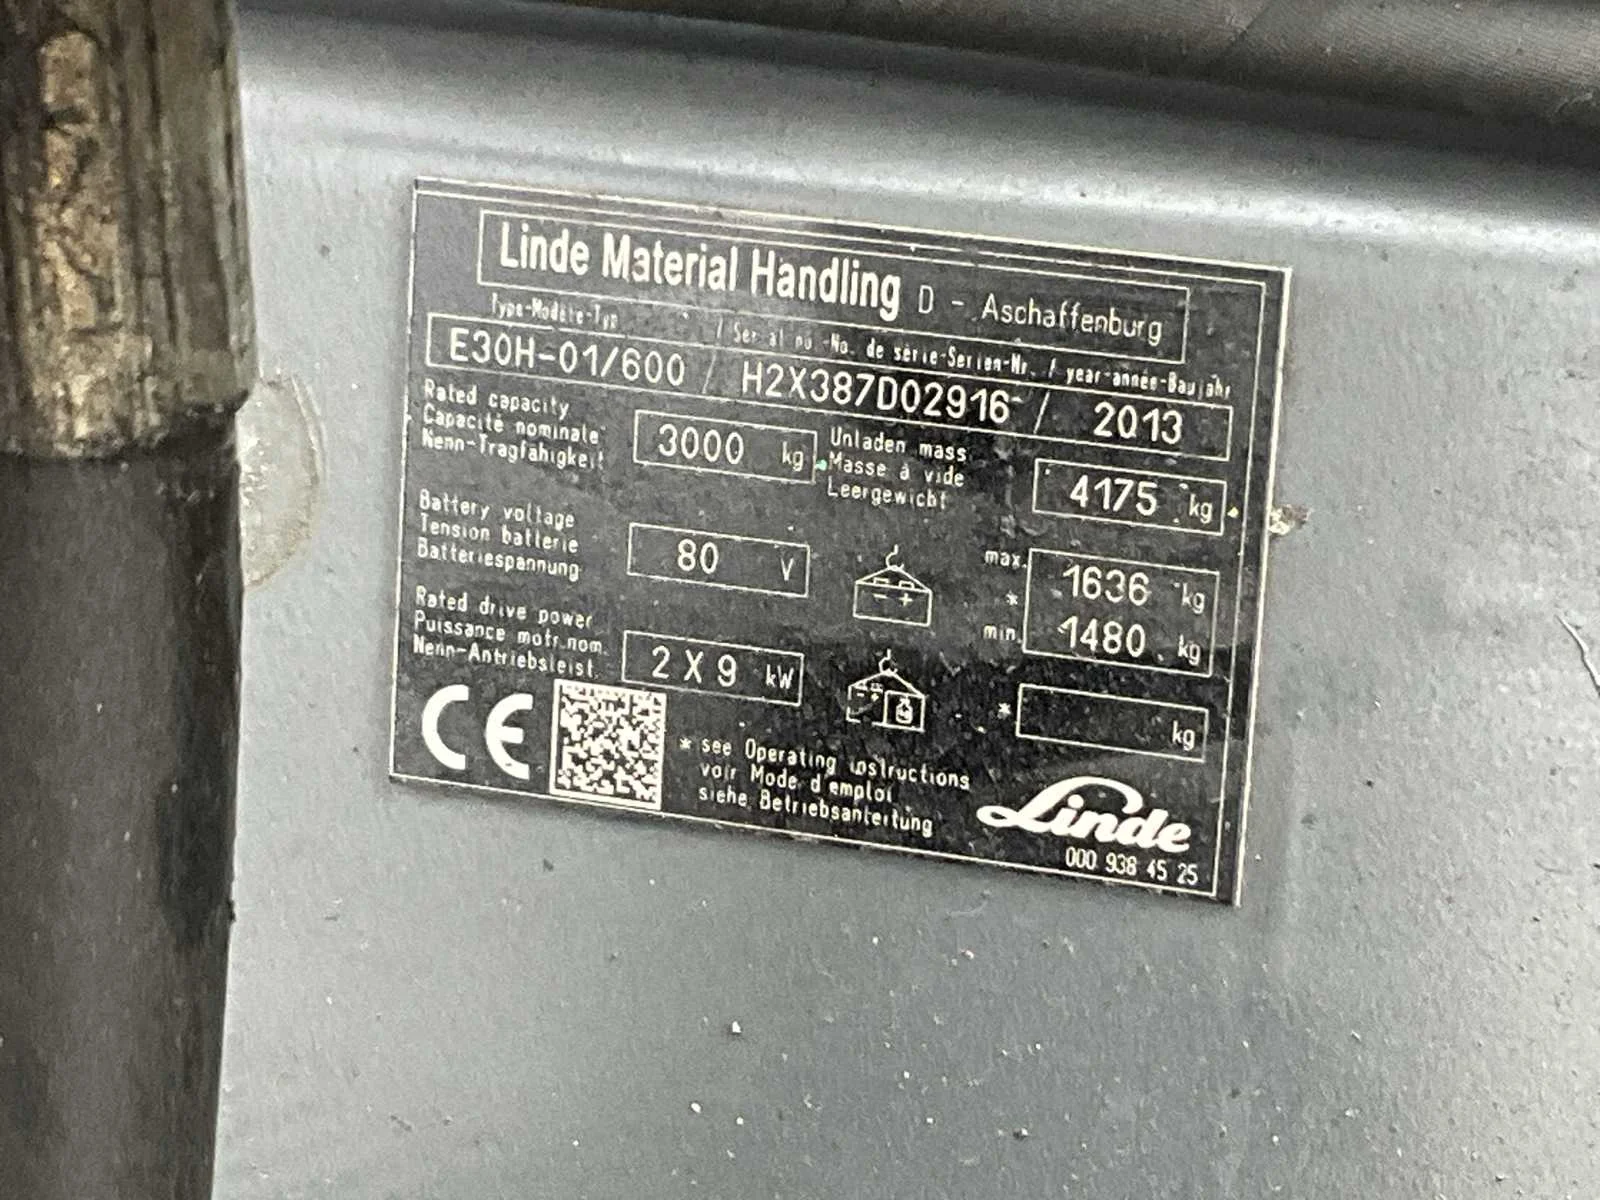 Linde Material Handling D - Aschaffenburg
Type-Modèle-Typ / Serial no.-No. de série-Serien-Nr. / year-année-Baujahr
E30H-01/600 / H2X387D02916 / 2013
Rated capacity
Capacité nominale
Nenn-Tragfähigkeit
3000 kg
Unladen mass
Masse à vide
Leergewicht
4175 kg
Battery voltage
Tension batterie
Batteriespannung
80 V
- +
max. 1636 kg
*
min. 1480 kg
Rated drive power
Puissance motr.nom.
Nenn-Antriebsleist.
2 X 9 kW
- +
* kg
CE
* see Operating instructions
voir Mode d'emploi
siehe Betriebsanleitung
Linde
000 938 45 25